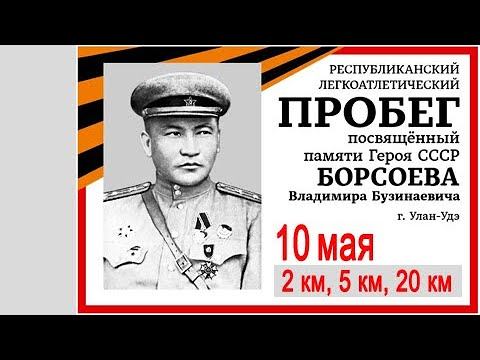 РЕСПУБЛИКАНСКИЙ
ЛЕГКОАТЛЕТИЧЕСКИЙ
ПРОБЕГ
посвящённый
памяти Героя СССР
БОРСОЕВА
Владимира Бузинаевича
г. Улан-Удэ
10 мая
2 км, 5 км, 20 км